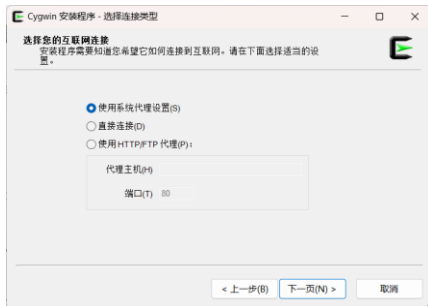 Cygwin 安装程序 - 选择连接类型
选择您的互联网连接
安装程序需要知道您希望它如何连接到互联网。请在下面选择适当的设
置。
使用系统代理设置(S)
直接连接(D)
使用 HTTP/FTP 代理(P):
代理主机(H)
端口(T) 80
< 上一步(B) 下一页(N) > 取消